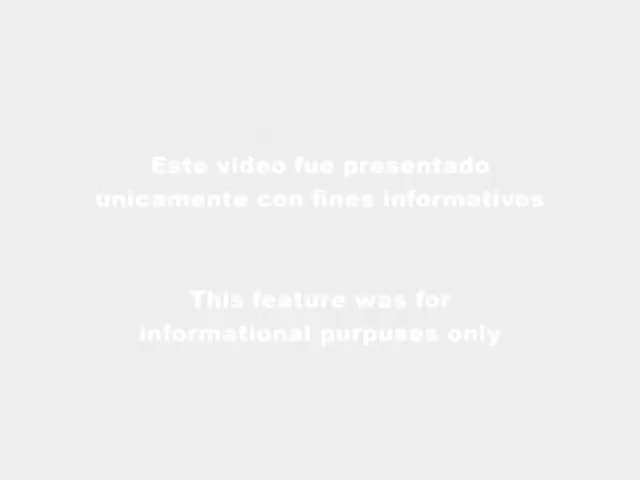 Este video fue presentado
unicamente con fines informativos
This feature was for
informational purpuses only